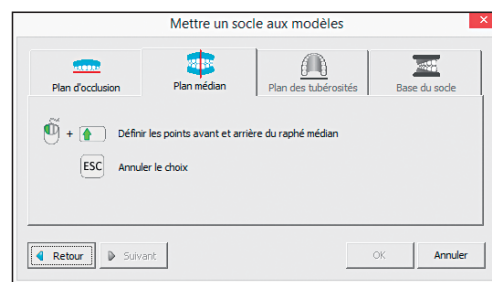 Mettre un socle aux modèles
Plan d'occlusion
Plan médian
Plan des tubérosités
Base du socle
+ Définir les points avant et arrière du raphé médian
ESC Annuler le choix
Retour
Suivant
OK
Annuler